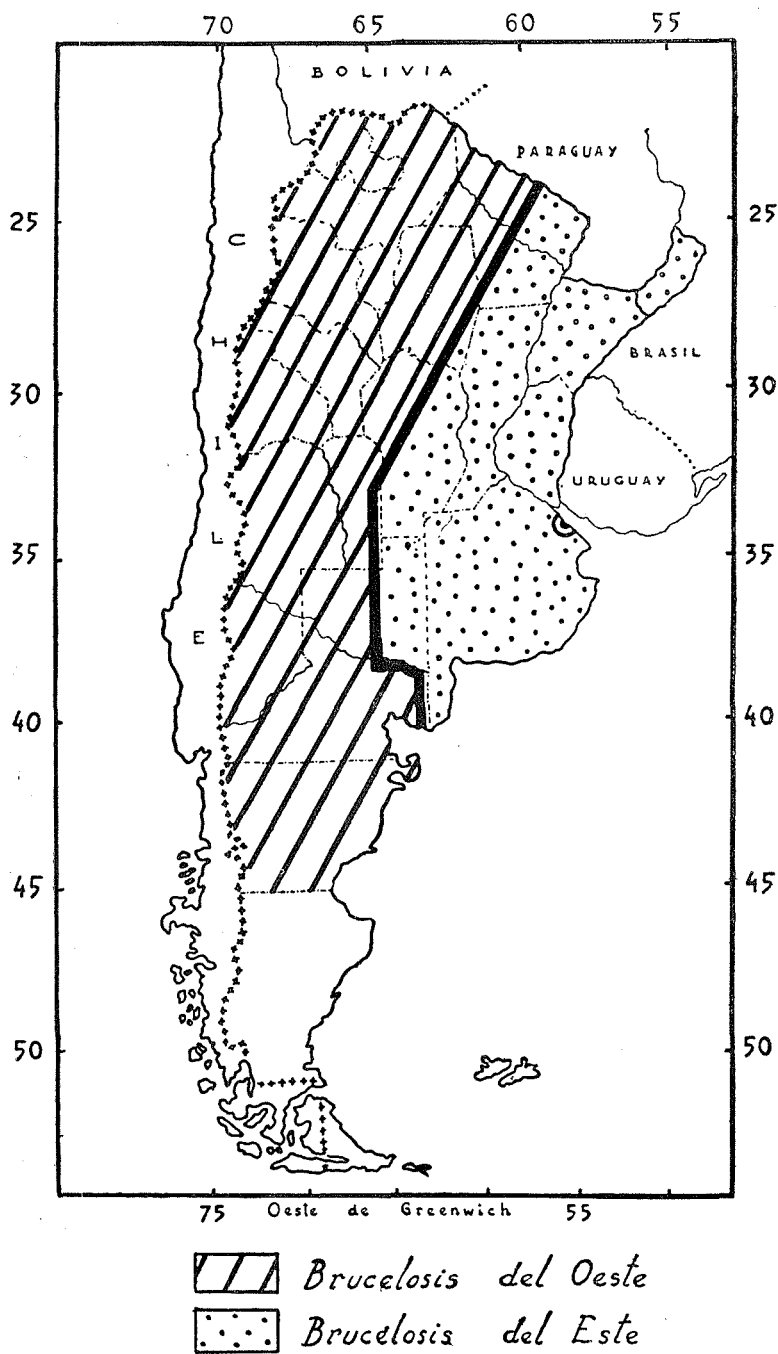 70 65 60 55
BOLIVIA
PARAGUAY
25 25
C
H
BRASIL
30 30
I
URUGUAY
L
35 35
E
40 40
45 45
50 50
75 Oeste de Greenwich 55
Brucelosis del Oeste
Brucelosis del Este